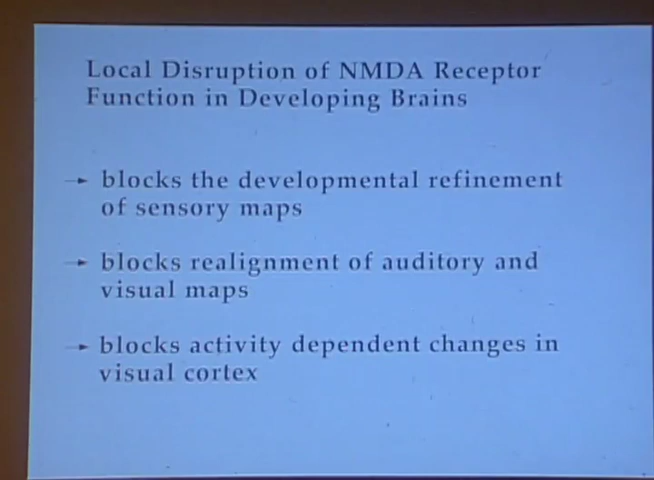 Local Disruption of NMDA Receptor
Function in Developing Brains
→ blocks the developmental refinement
of sensory maps
→ blocks realignment of auditory and
visual maps
→ blocks activity dependent changes in
visual cortex